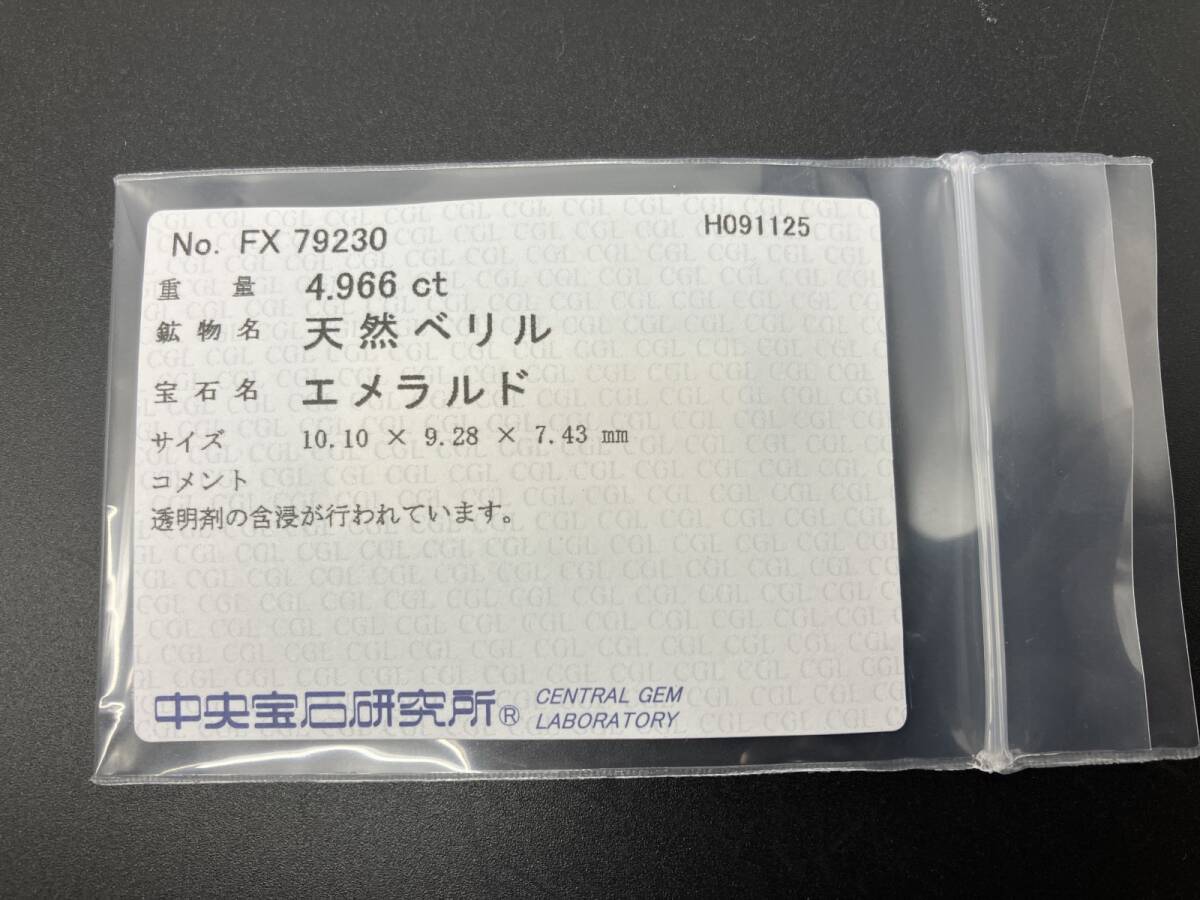 No. FX 79230 H091125
重量 4.966 ct
鉱物名 天然ベリル
宝石名 エメラルド
サイズ 10.10 × 9.28 × 7.43 mm
コメント
透明剤の含浸が行われています。
中央宝石研究所® CENTRAL GEM
LABORATORY